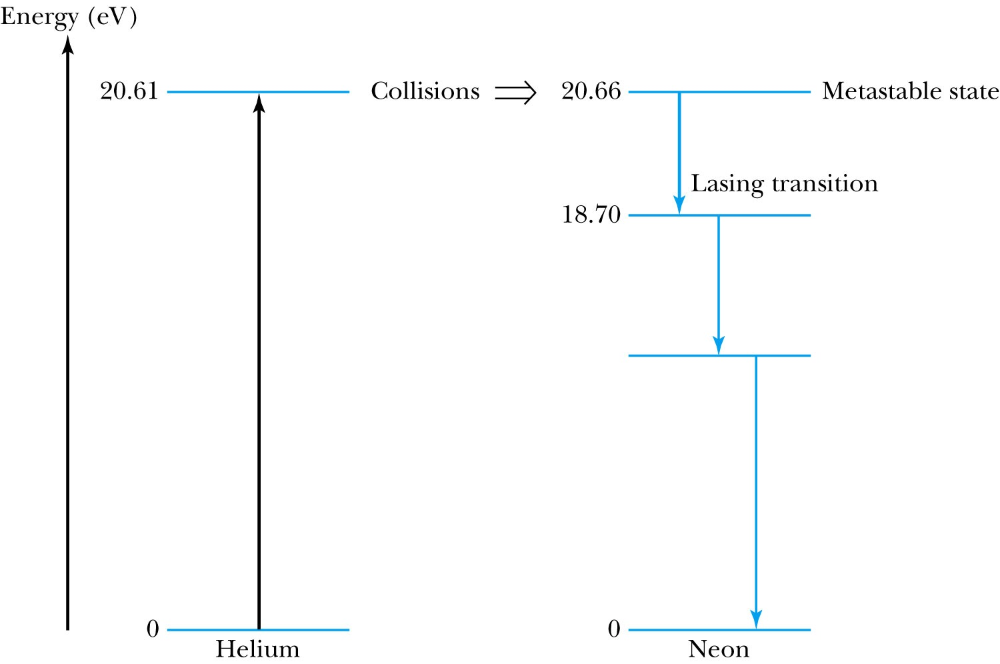 Energy (eV)
20.61
Collisions ⇒ 20.66
Metastable state
Lasing transition
18.70
0
0
Helium
Neon